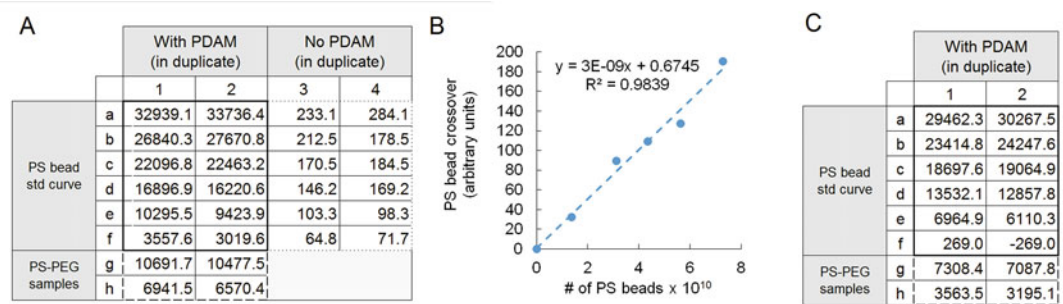 A
With PDAM
(in duplicate)
No PDAM
(in duplicate)
1 2 3 4
PS bead
std curve
a 32939.1 33736.4 233.1 284.1
b 26840.3 27670.8 212.5 178.5
c 22096.8 22463.2 170.5 184.5
d 16896.9 16220.6 146.2 169.2
e 10295.5 9423.9 103.3 98.3
f 3557.6 3019.6 64.8 71.7
PS-PEG
samples
g 10691.7 10477.5
h 6941.5 6570.4
B
PS bead crossover
(arbitrary units)
200
180
160
140
120
100
80
60
40
20
0
y = 3E-09x + 0.6745
R² = 0.9839
0 2 4 6 8
# of PS beads x 10¹⁰
C
With PDAM
(in duplicate)
1 2
PS bead
std curve
a 29462.3 30267.5
b 23414.8 24247.6
c 18697.6 19064.9
d 13532.1 12857.8
e 6964.9 6110.3
f 269.0 -269.0
PS-PEG
samples
g 7308.4 7087.8
h 3563.5 3195.1